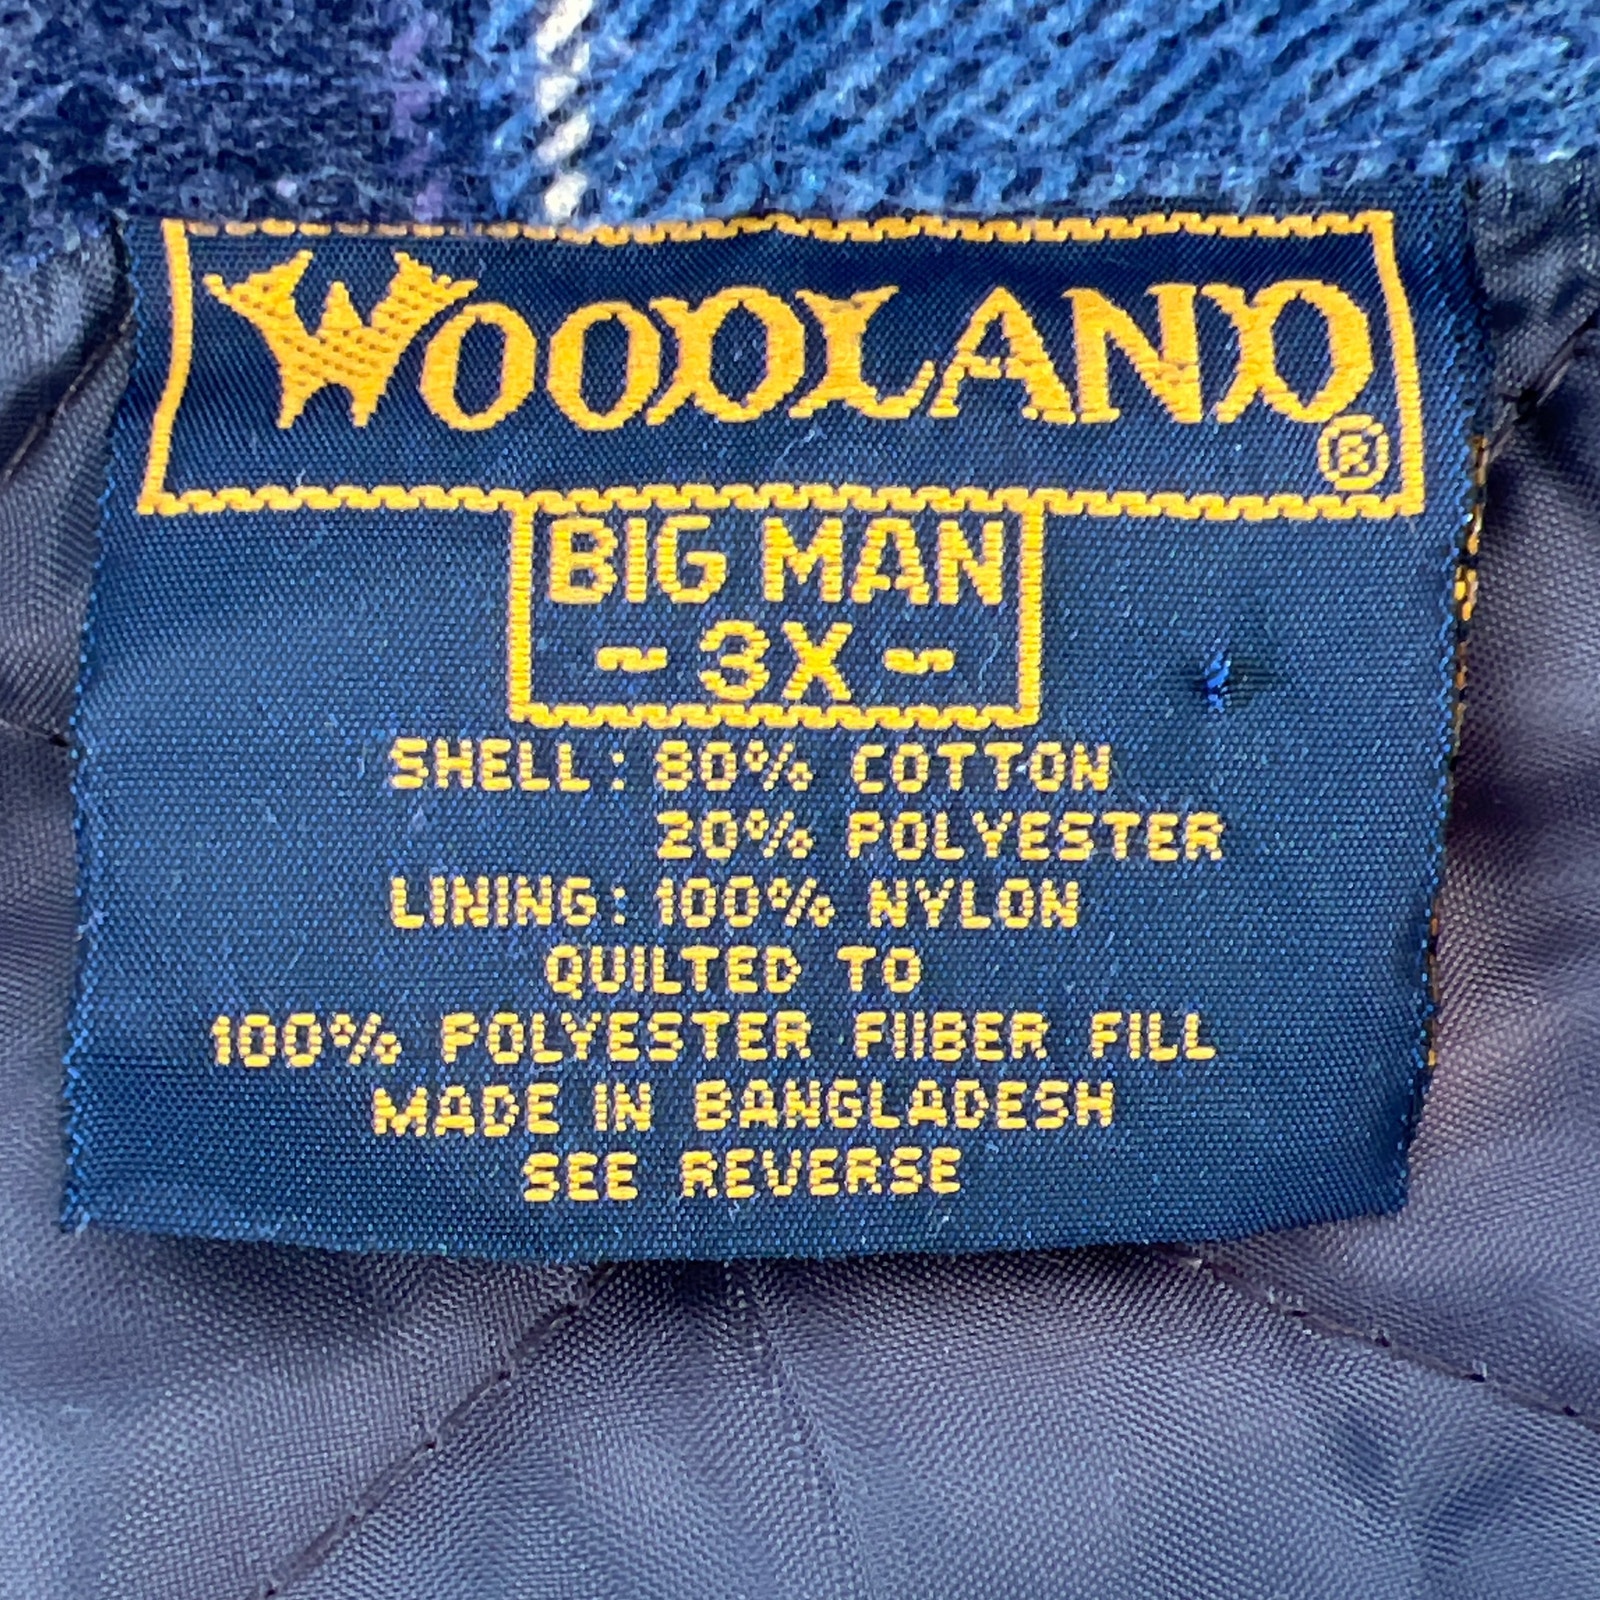 WOODLAND
®
BIG MAN
- 3X -
SHELL: 80% COTTON
20% POLYESTER
LINING: 100% NYLON
QUILTED TO
100% POLYESTER FIIBER FILL
MADE IN BANGLADESH
SEE REVERSE